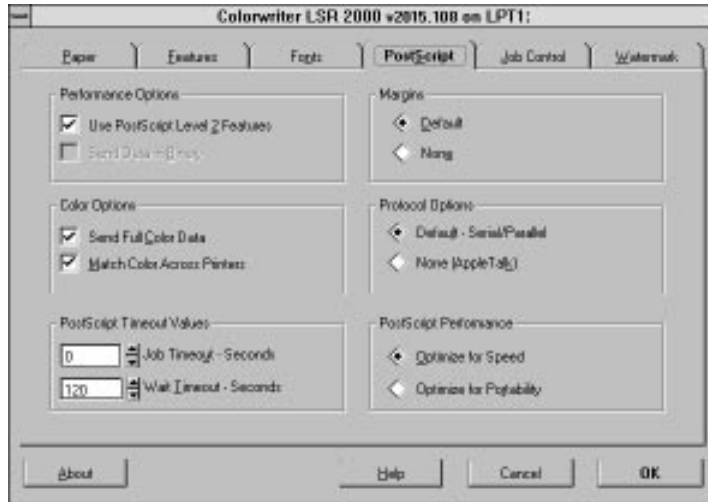 Colorwriter LSR 2000 v2015.108 on LPT1:
Paper Features Fonts PostScript Job Control Watermark
Performance Options
Use PostScript Level 2 Features
Send Data in Binary
Color Options
Send Full Color Data
Match Color Across Printers
PostScript Timeout Values
0 Job Timeout - Seconds
120 Wait Timeout - Seconds
Margins
Default
None
Protocol Options
Default - Serial/Parallel
None (AppleTalk)
PostScript Performance
Optimize for Speed
Optimize for Portability
About Help Cancel OK